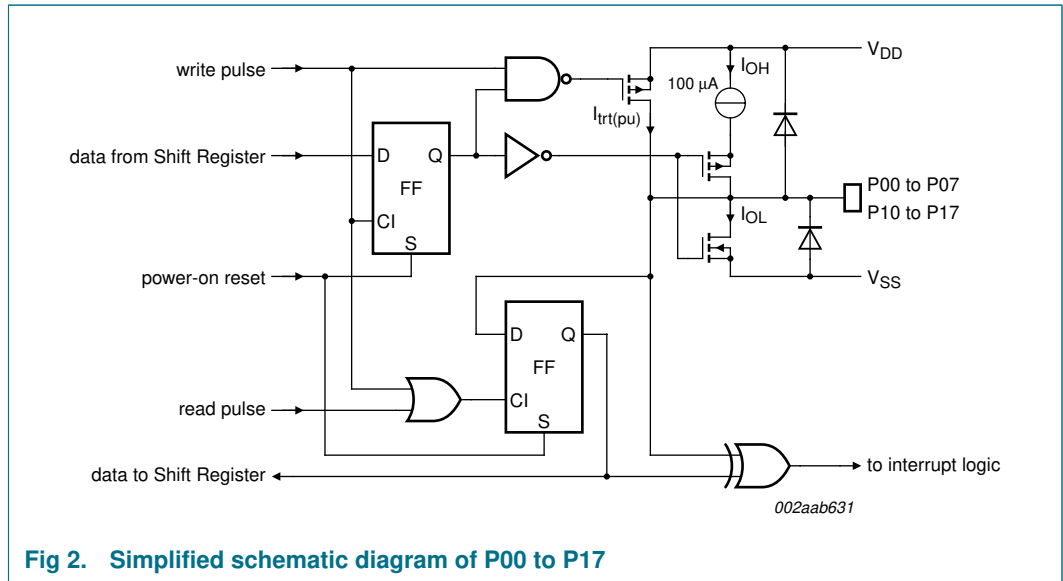 write pulse
data from Shift Register
power-on reset
read pulse
data to Shift Register
D
Q
FF
CI
S
D
Q
FF
CI
S
100 μA
IOH
Itrt(pu)
IOL
VDD
P00 to P07
P10 to P17
VSS
to interrupt logic
002aab631
Fig 2. Simplified schematic diagram of P00 to P17